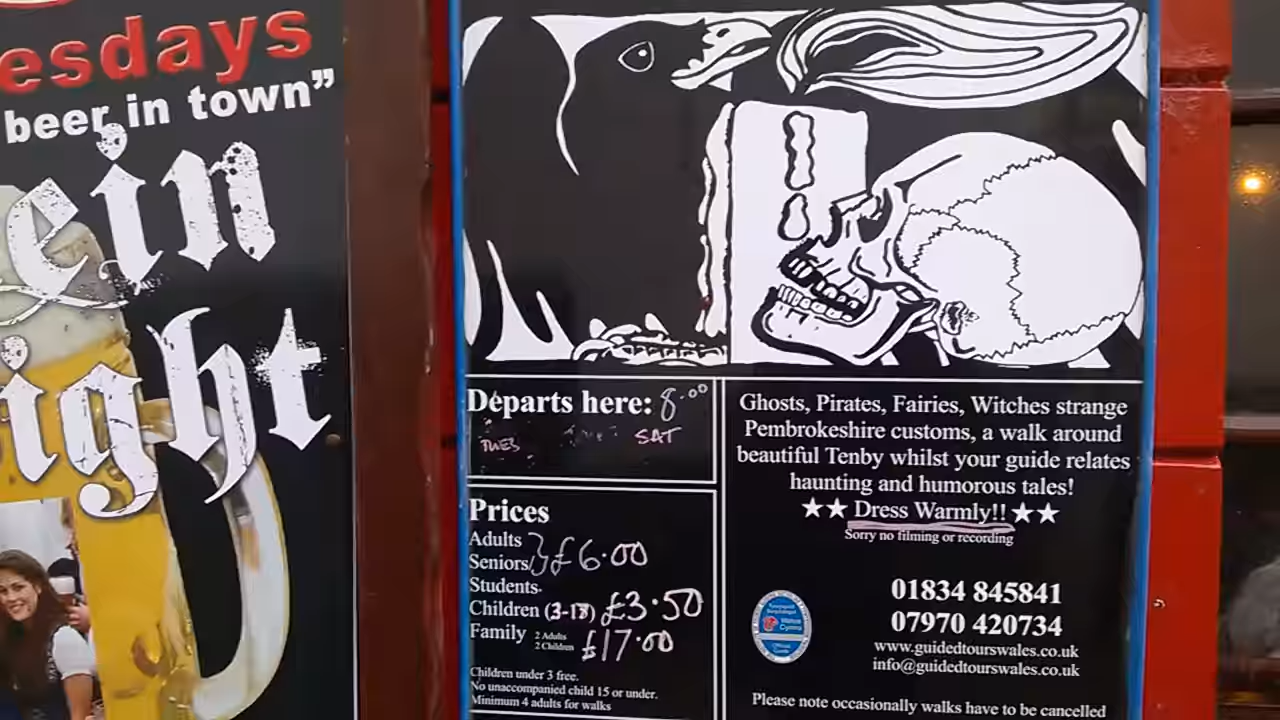 esdays
beer in town”
ein
ight
Departs here: 8.00
TUES SAT
Prices
Adults
Seniors } £6.00
Students
Children (3-18) £3.50
Family 2 Adults 2 Children £17.00
Children under 3 free.
No unaccompanied child 15 or under.
Minimum 4 adults for walks
Ghosts, Pirates, Fairies, Witches strange
Pembrokeshire customs, a walk around
beautiful Tenby whilst your guide relates
haunting and humorous tales!
★★ Dress Warmly!! ★★
Sorry no filming or recording
01834 845841
07970 420734
www.guidedtourswales.co.uk
info@guidedtourswales.co.uk
Please note occasionally walks have to be cancelled